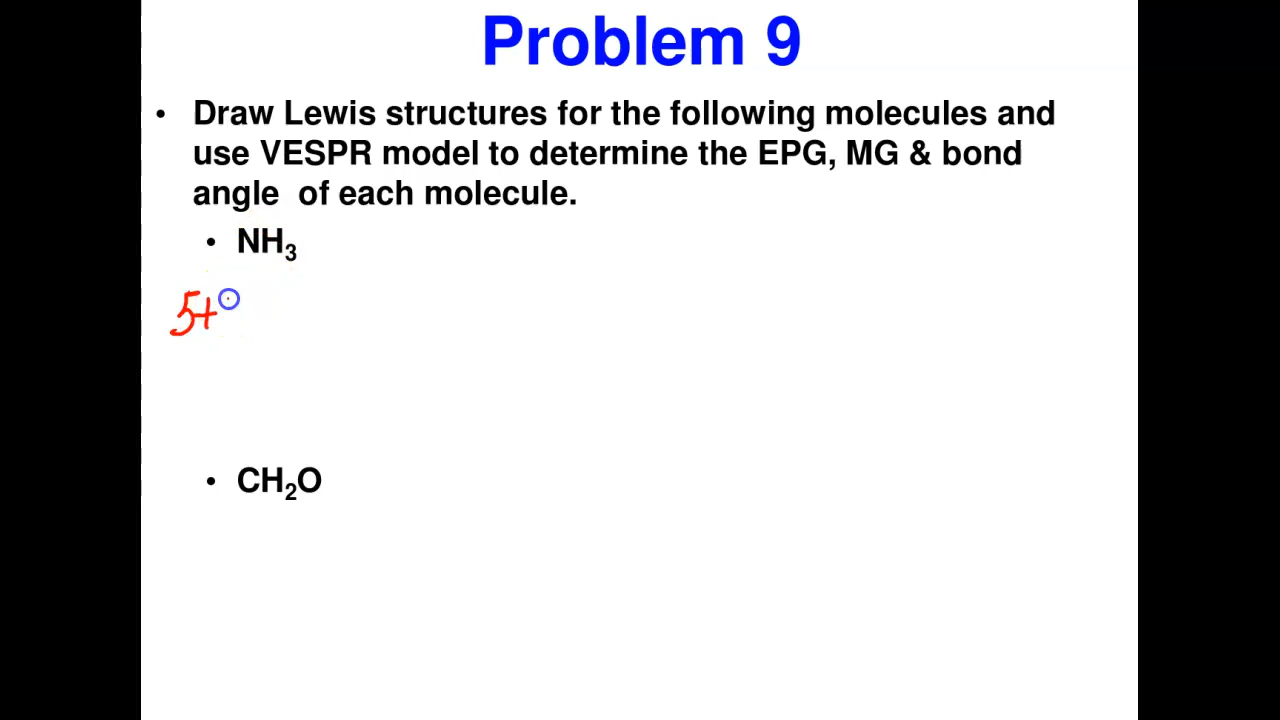 Problem 9
• Draw Lewis structures for the following molecules and
use VESPR model to determine the EPG, MG & bond
angle of each molecule.
• NH₃
5+
• CH₂O